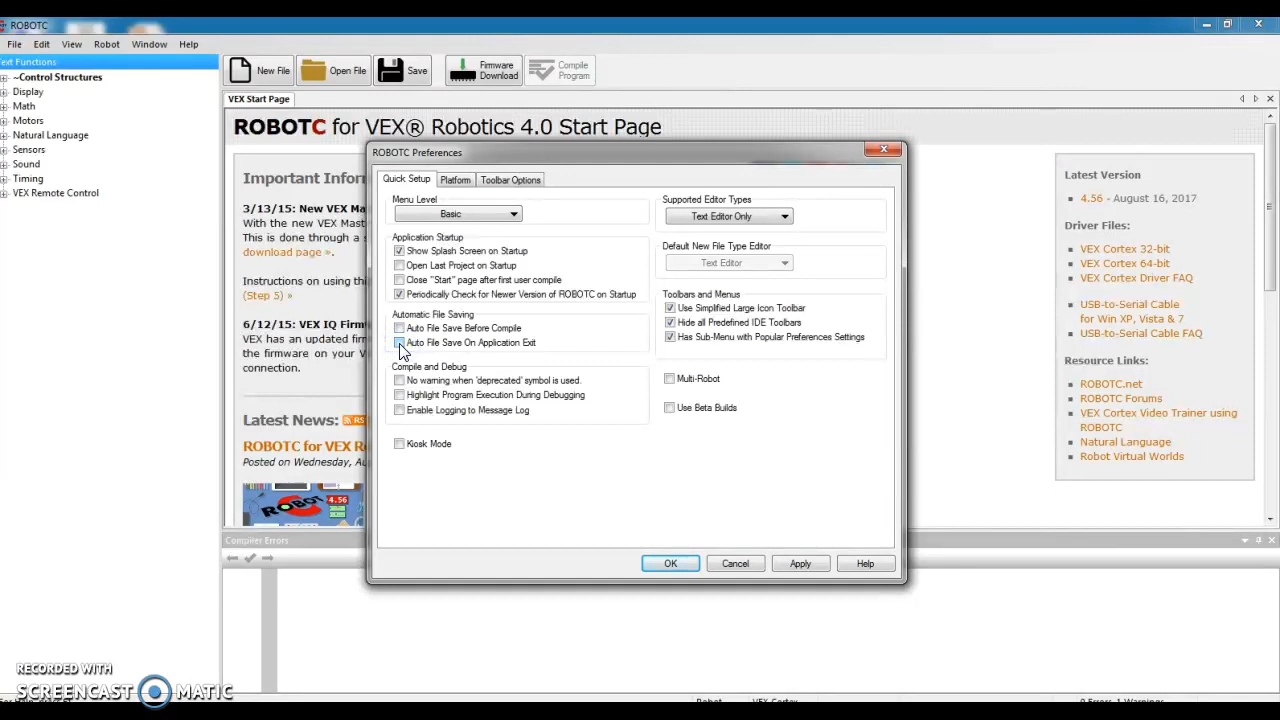 ROBOTC
File Edit View Robot Window Help
Text Functions
~Control Structures
Display
Math
Motors
Natural Language
Sensors
Sound
Timing
VEX Remote Control
New File Open File Save Firmware Download Compile Program
VEX Start Page
ROBOTC for VEX® Robotics 4.0 Start Page
Important Infor
3/13/15: New VEX Ma
With the new VEX Mast
This is done through a s
download page ».
Instructions on using thi
(Step 5) »
6/12/15: VEX IQ Firmw
VEX has an updated firm
the firmware on your V
connection.
Latest News: RS
ROBOTC for VEX Ro
Posted on Wednesday, Au
ROBOT
4.56
ROBOTC Preferences
Quick Setup Platform Toolbar Options
Menu Level
Basic
Application Startup
Show Splash Screen on Startup
Open Last Project on Startup
Close "Start" page after first user compile
Periodically Check for Newer Version of ROBOTC on Startup
Automatic File Saving
Auto File Save Before Compile
Auto File Save On Application Exit
Compile and Debug
No warning when 'deprecated' symbol is used.
Highlight Program Execution During Debugging
Enable Logging to Message Log
Kiosk Mode
Supported Editor Types
Text Editor Only
Default New File Type Editor
Text Editor
Toolbars and Menus
Use Simplified Large Icon Toolbar
Hide all Predefined IDE Toolbars
Has Sub-Menu with Popular Preferences Settings
Multi-Robot
Use Beta Builds
OK Cancel Apply Help
Latest Version
4.56 - August 16, 2017
Driver Files:
VEX Cortex 32-bit
VEX Cortex 64-bit
VEX Cortex Driver FAQ
USB-to-Serial Cable
for Win XP, Vista & 7
USB-to-Serial Cable FAQ
Resource Links:
ROBOTC.net
ROBOTC Forums
VEX Cortex Video Trainer using
ROBOTC
Natural Language
Robot Virtual Worlds
Compiler Errors
RECORDED WITH
SCREENCAST MATIC